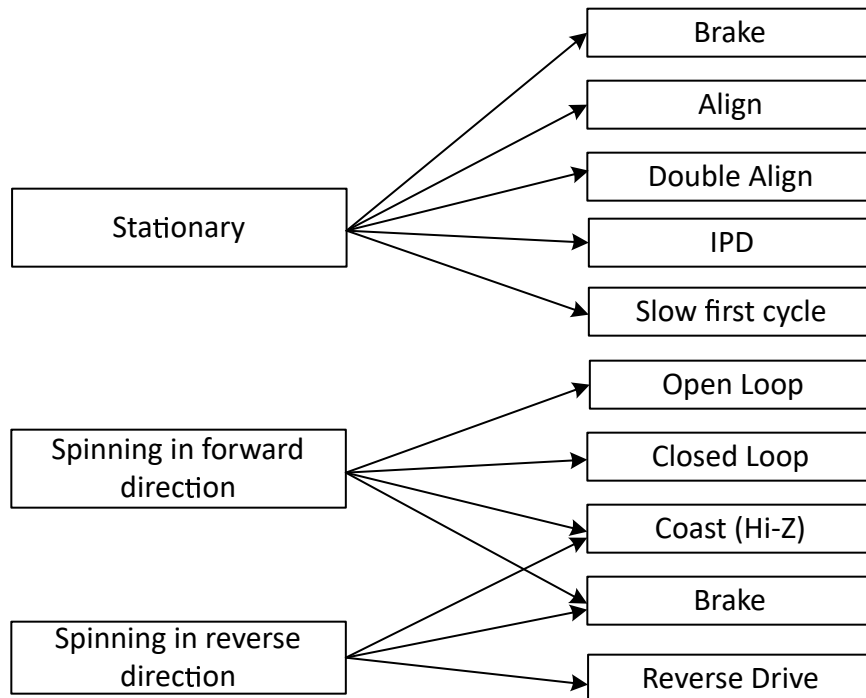 Brake
Align
Double Align
Stationary
IPD
Slow first cycle
Open Loop
Spinning in forward
direction
Closed Loop
Coast (Hi-Z)
Brake
Spinning in reverse
direction
Reverse Drive